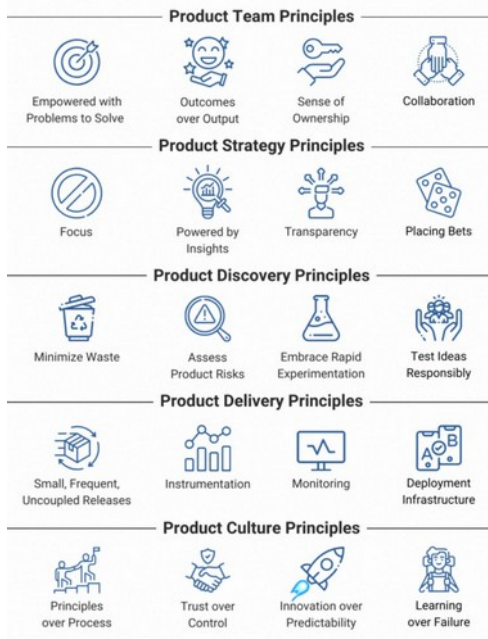 Product Team Principles
Empowered with
Problems to Solve
Outcomes
over Output
Sense of
Ownership
Collaboration
Product Strategy Principles
Focus
Powered by
Insights
Transparency
Placing Bets
Product Discovery Principles
Minimize Waste
Assess
Product Risks
Embrace Rapid
Experimentation
Test Ideas
Responsibly
Product Delivery Principles
Small, Frequent,
Uncoupled Releases
Instrumentation
Monitoring
A
B
Deployment
Infrastructure
Product Culture Principles
Principles
over Process
Trust over
Control
Innovation over
Predictability
Learning
over Failure